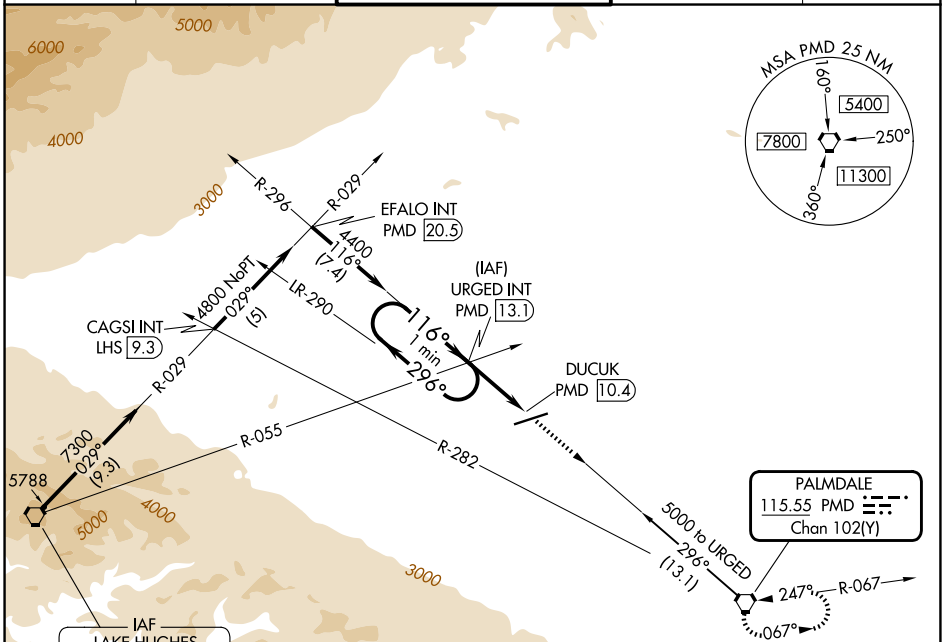 5000
6000
4000
3000
MSA PMD 25 NM
160°
5400
7800
250°
11300
360°
R-296
R-029
EFALO INT
PMD 20.5
4400
116°
(7.4)
(IAF)
URGED INT
PMD 13.1
4800 NoPT
029°
(5)
LR-290
CAGSI INT
LHS 9.3
116°
1 min
296°
DUCUK
PMD 10.4
R-029
R-055
R-282
7300
029°
(9.3)
5788
5000
4000
3000
5000 to URGED
296°
(13.1)
PALMDALE
115.55 PMD
Chan 102(Y)
247°
R-067
067°
IAF
LAKE HUGHES